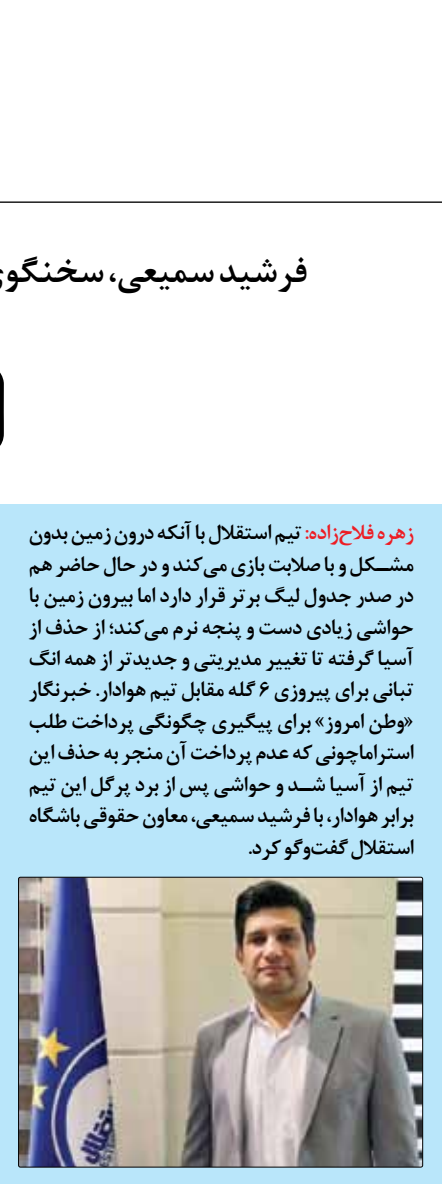 فرشید سمیعی، سخنگوی
زهره فلاح‌زاده: تیم استقلال با آنکه درون زمین بدون
مشـکل و با صلابت بازی می‌کند و در حال حاضر هم
در صدر جدول لیگ برتر قرار دارد اما بیرون زمین با
حواشی زیادی دست و پنجه نرم می‌کند؛ از حذف از
آسیا گرفته تا تغییر مدیریتی و جدیدتر از همه انگ
تبانی برای پیروزی ۶ گله مقابل تیم هوادار. خبرنگار
«وطن امروز» برای پیگیری چگونگی پرداخت طلب
استراماچونی که عدم پرداخت آن منجر به حذف این
تیم از آسیا شـد و حواشی پس از برد پرگل این تیم
برابر هوادار، با فرشید سمیعی، معاون حقوقی باشگاه
استقلال گفت‌وگو کرد.